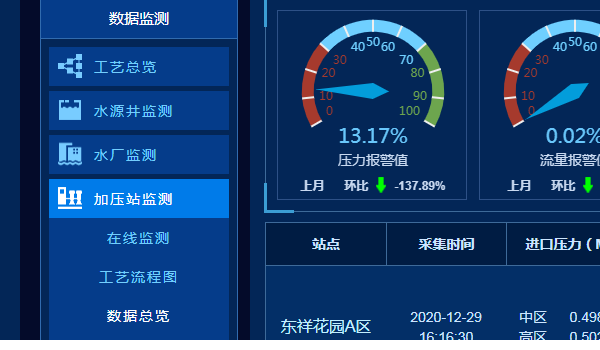 数据监测
工艺总览
水源井监测
水厂监测
加压站监测
在线监测
工艺流程图
数据总览
0 10 20 30 40 50 60 70 80 90 100
13.17%
压力报警值
上月 环比 -137.89%
0 10 20 30 40 50
0.02%
流量报警
上月 环比
站点 采集时间 进口压力（
东祥花园A区
2020-12-29
16:16:30
中区 0.498
高区 0.502